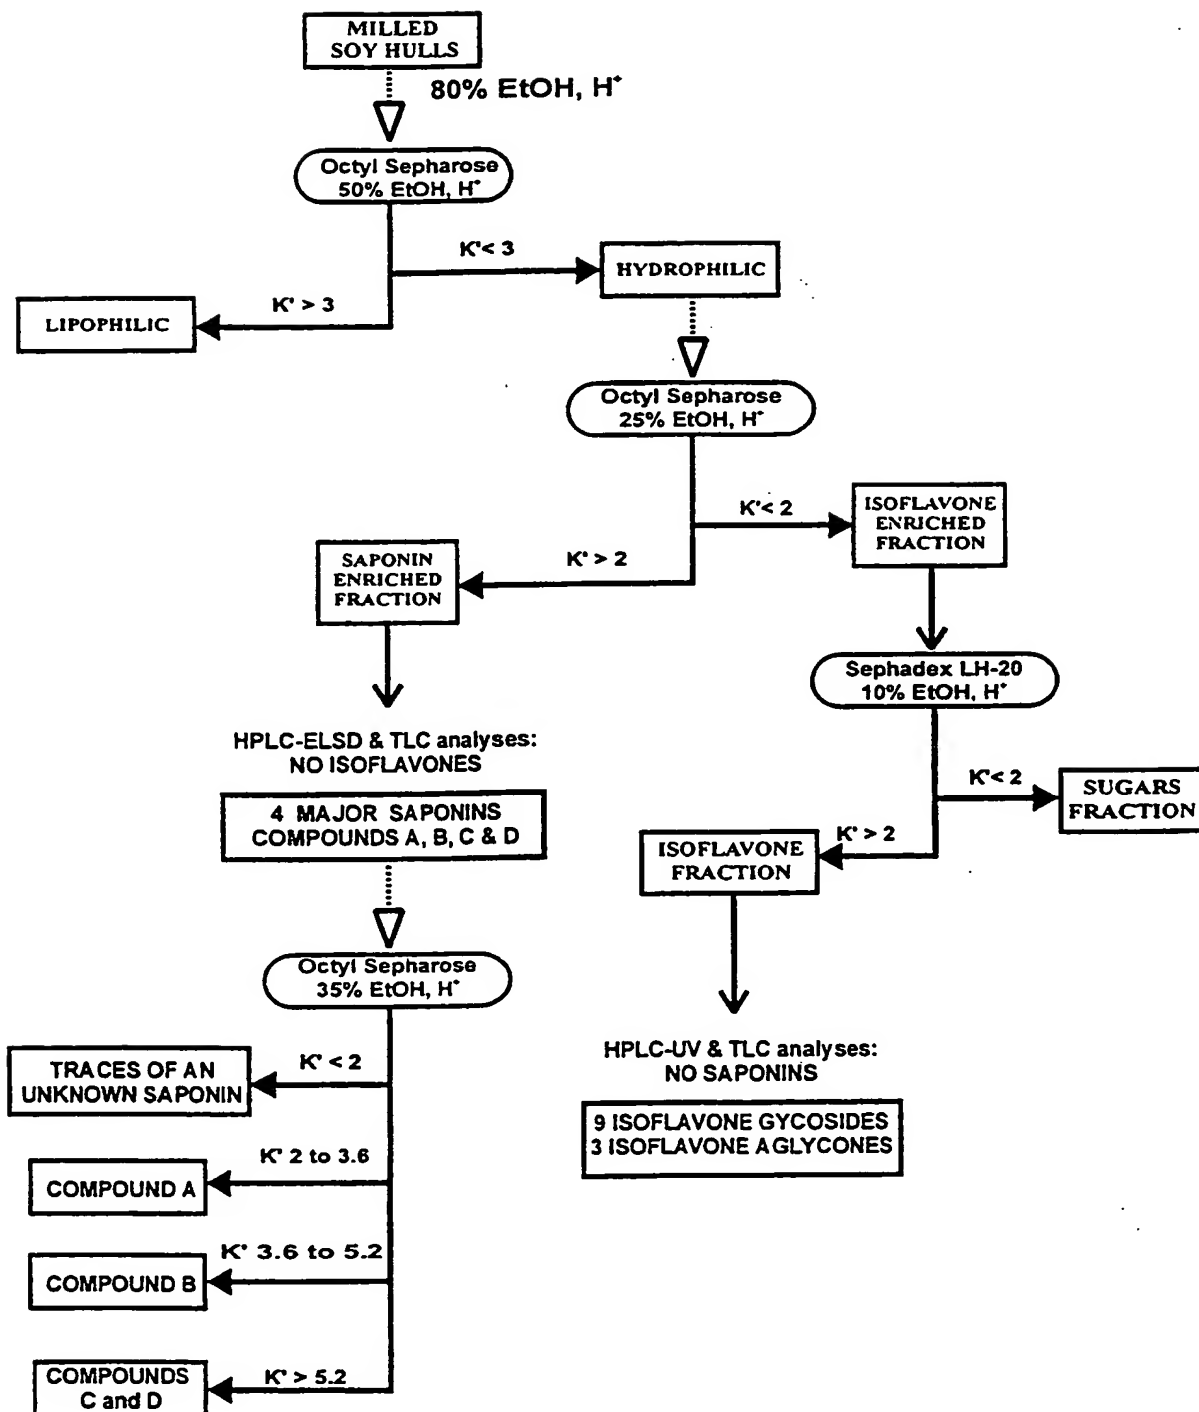 MILLED
SOY HULLS
80% EtOH, H⁺
Octyl Sepharose
50% EtOH, H⁺
K'< 3
HYDROPHILIC
K' > 3
LIPOPHILIC
Octyl Sepharose
25% EtOH, H⁺
K'< 2
ISOFLAVONE
ENRICHED
FRACTION
K' > 2
SAPONIN
ENRICHED
FRACTION
Sephadex LH-20
10% EtOH, H⁺
HPLC-ELSD & TLC analyses:
NO ISOFLAVONES
K'< 2
SUGARS
FRACTION
4 MAJOR SAPONINS
COMPOUNDS A, B, C & D
K' > 2
ISOFLAVONE
FRACTION
Octyl Sepharose
35% EtOH, H⁺
K' < 2
TRACES OF AN
UNKNOWN SAPONIN
HPLC-UV & TLC analyses:
NO SAPONINS
9 ISOFLAVONE GYCOSIDES
3 ISOFLAVONE AGLYCONES
K' 2 to 3.6
COMPOUND A
K' 3.6 to 5.2
COMPOUND B
K' > 5.2
COMPOUNDS
C and D